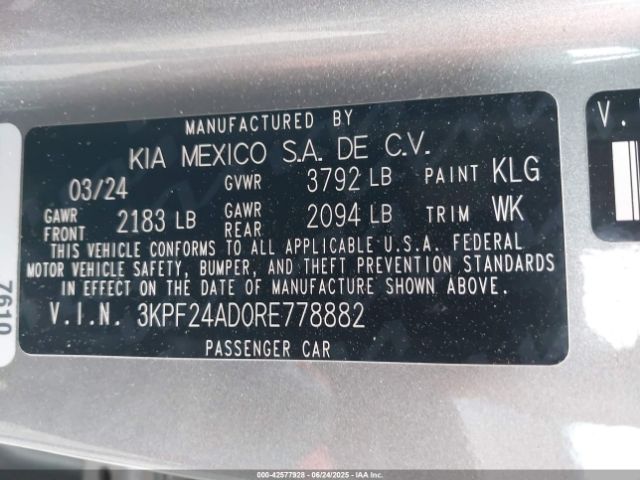 MANUFACTURED BY
KIA MEXICO S.A. DE C.V.
03/24 GVWR 3792 LB PAINT KLG
GAWR FRONT 2183 LB GAWR REAR 2094 LB TRIM WK
THIS VEHICLE CONFORMS TO ALL APPLICABLE U.S.A. FEDERAL
MOTOR VEHICLE SAFETY, BUMPER, AND THEFT PREVENTION STANDARDS
IN EFFECT ON THE DATE OF MANUFACTURE SHOWN ABOVE.
V.I.N. 3KPF24AD0RE778882
PASSENGER CAR
V.
7610
000-42577928 - 06/24/2025 - IAAI.COM